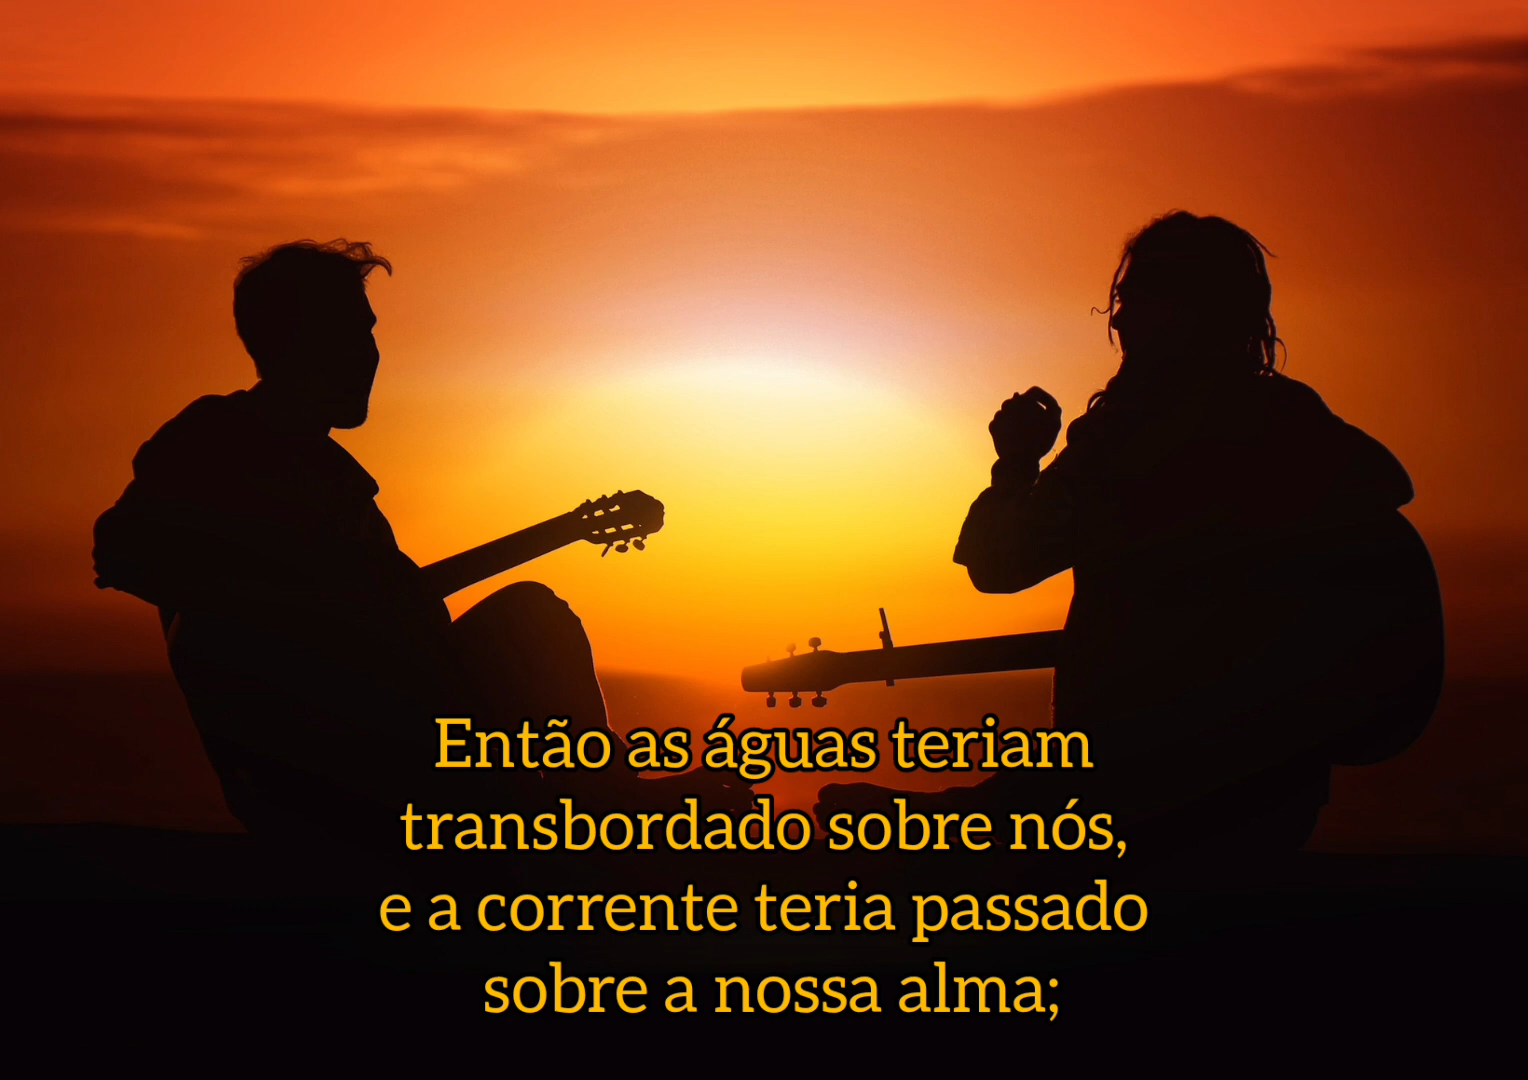 Então as águas teriam
transbordado sobre nós,
e a corrente teria passado
sobre a nossa alma;